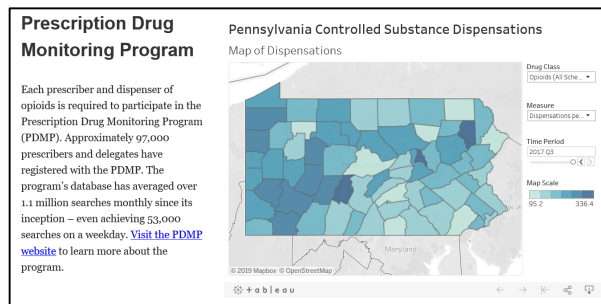 Prescription Drug
Monitoring Program
Each prescriber and dispenser of
opioids is required to participate in the
Prescription Drug Monitoring Program
(PDMP). Approximately 97,000
prescribers and delegates have
registered with the PDMP. The
program's database has averaged over
1.1 million searches monthly since its
inception – even achieving 53,000
searches on a weekday. Visit the PDMP
website to learn more about the
program.
Pennsylvania Controlled Substance Dispensations
Map of Dispensations
Maryland
© 2019 Mapbox © OpenStreetMap
Drug Class
Opioids (All Sche...
Measure
Dispensations pe...
Time Period
2017 Q3
Map Scale
95.2 336.4
+ a b l e a u